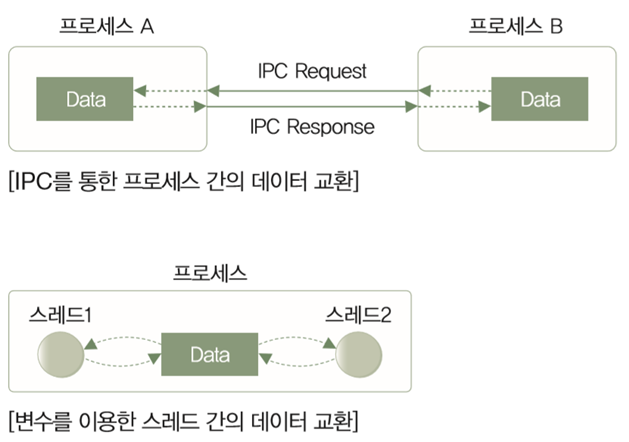 프로세스 A
프로세스 B
IPC Request
Data
Data
IPC Response
[IPC를 통한 프로세스 간의 데이터 교환]
프로세스
스레드1
스레드2
Data
[변수를 이용한 스레드 간의 데이터 교환]